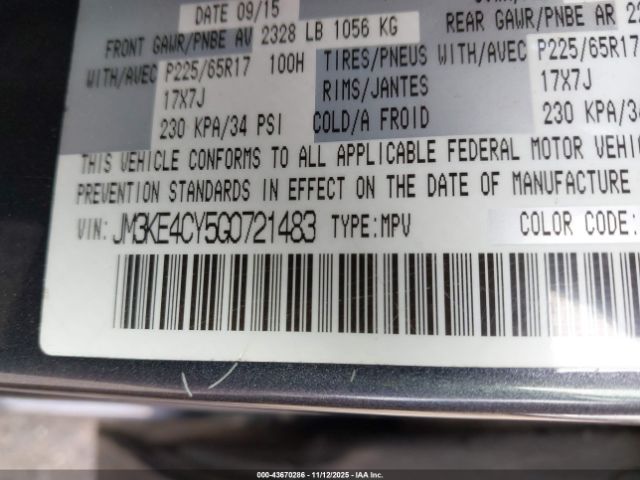 DATE 09/15
FRONT GAWR/PNBE AV 2328 LB 1056 KG REAR GAWR/PNBE AR
WITH/AVEC P225/65R17 100H TIRES/PNEUS WITH/AVEC P225/65R17
17X7J RIMS/JANTES 17X7J
230 KPA/34 PSI COLD/A FROID 230 KPA/
THIS VEHICLE CONFORMS TO ALL APPLICABLE FEDERAL MOTOR
PREVENTION STANDARDS IN EFFECT ON THE DATE OF MANUFACTURE
VIN: JM3KE4CY5G0721483 TYPE:MPV COLOR CODE:
000-43670286 - 11/12/2025 - IAA Inc.